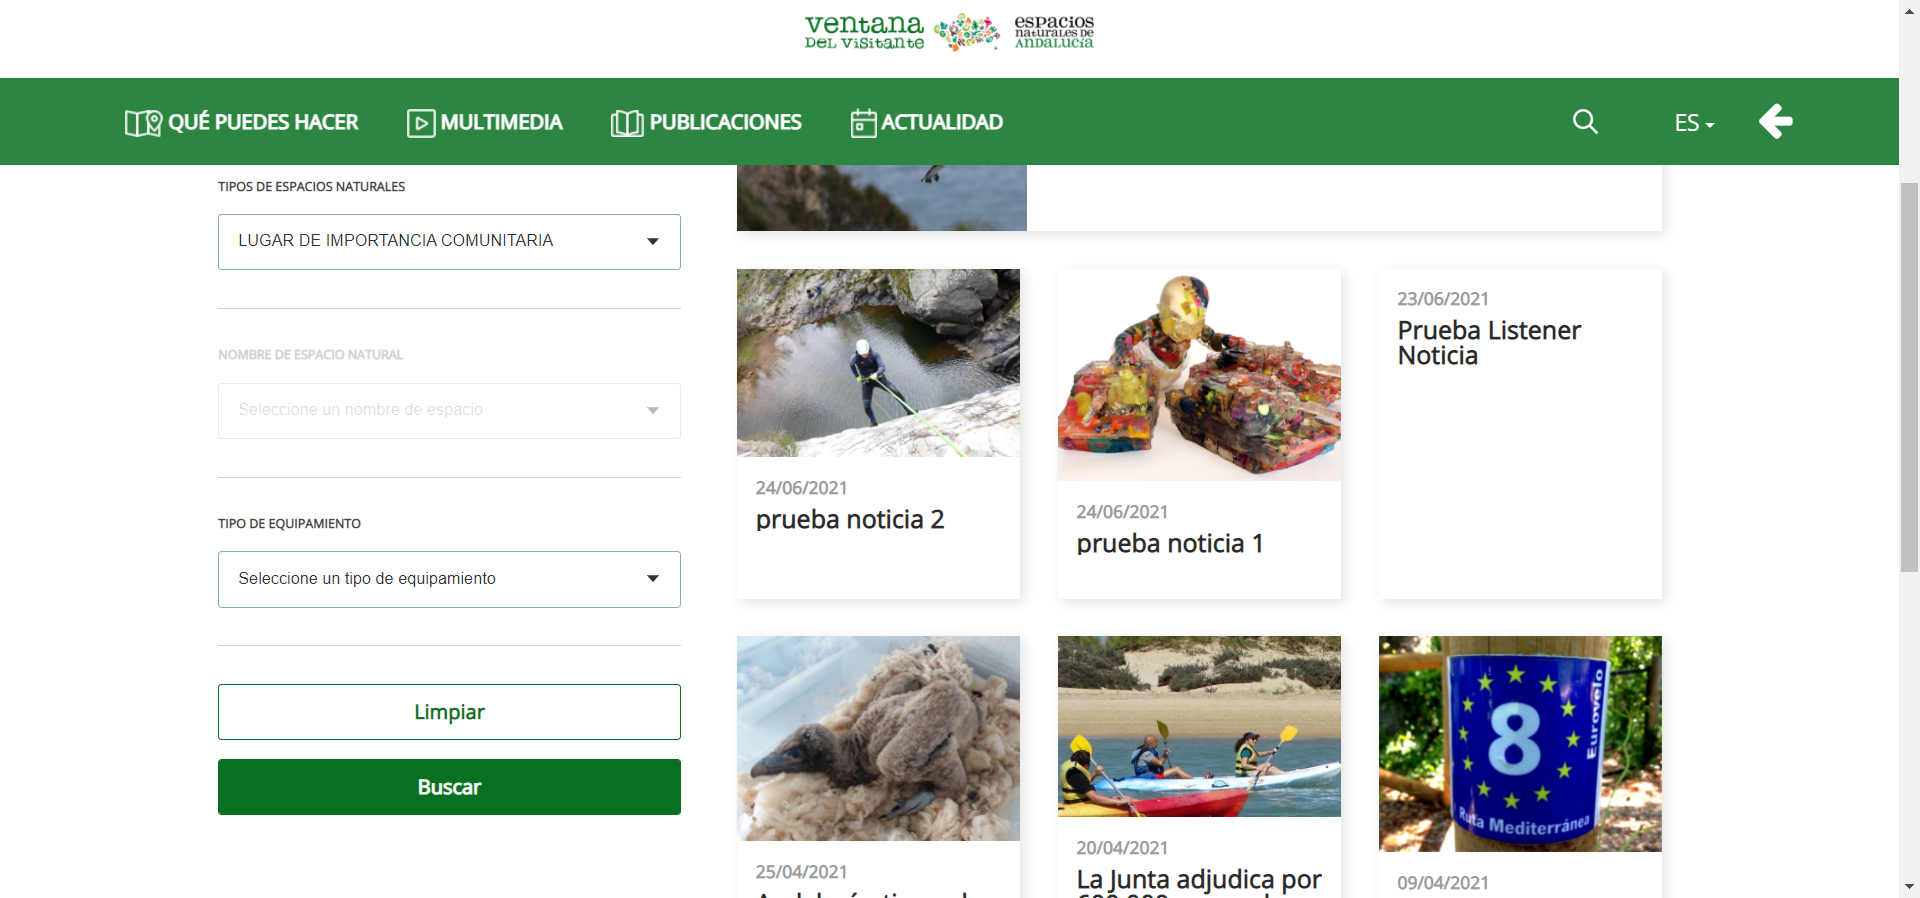 ventana
DEL VISITANTE
ESPACIOS
NATURALES DE
ANDALUCÍA
QUÉ PUEDES HACER
MULTIMEDIA
PUBLICACIONES
ACTUALIDAD
ES
TIPOS DE ESPACIOS NATURALES
LUGAR DE IMPORTANCIA COMUNITARIA
NOMBRE DE ESPACIO NATURAL
Seleccione un nombre de espacio
TIPO DE EQUIPAMIENTO
Seleccione un tipo de equipamiento
Limpiar
Buscar
24/06/2021
prueba noticia 2
24/06/2021
prueba noticia 1
23/06/2021
Prueba Listener
Noticia
25/04/2021
20/04/2021
La Junta adjudica por
8
Eurovelo
Ruta Mediterránea
09/04/2021